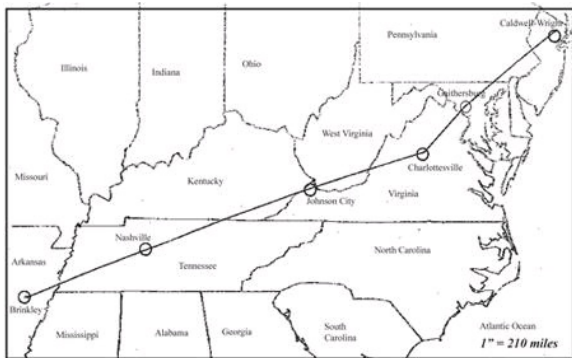 Caldwell-Wright
Pennsylvania
Illinois
Indiana
Ohio
Gaithersburg
West Virginia
Missouri
Kentucky
Charlottesville
Johnson City
Virginia
Nashville
North Carolina
Arkansas
Tennessee
Brinkley
Mississippi
Alabama
Georgia
South
Carolina
Atlantic Ocean
1" = 210 miles